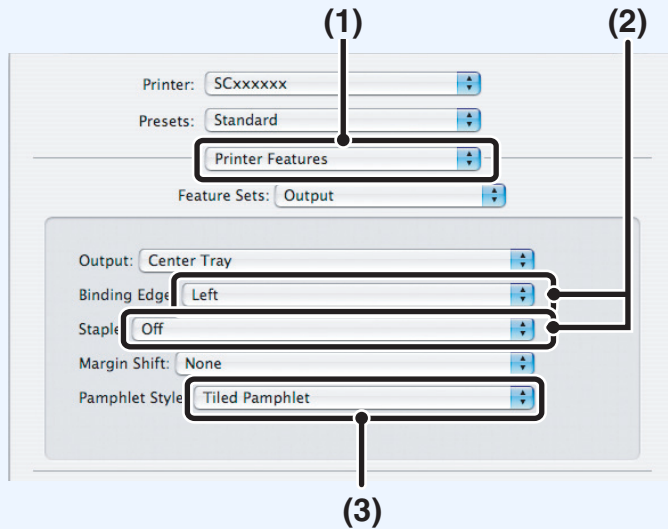 (1) (2)
Printer: SCxxxxxx
Presets: Standard
Printer Features
Feature Sets: Output
Output: Center Tray
Binding Edge Left
Staple Off
Margin Shift: None
Pamphlet Style Tiled Pamphlet
(3)